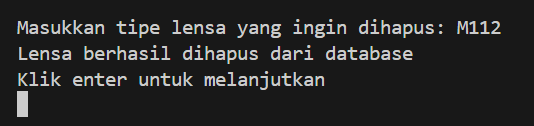 Masukkan tipe lensa yang ingin dihapus: M112
Lensa berhasil dihapus dari database
Klik enter untuk melanjutkan